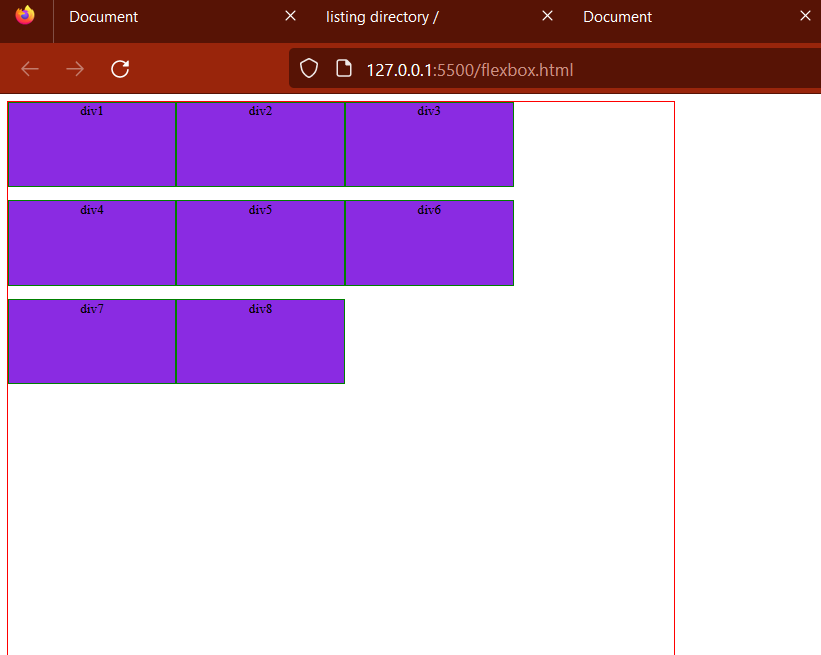 Document
listing directory /
Document
127.0.0.1:5500/flexbox.html
div1
div2
div3
div4
div5
div6
div7
div8